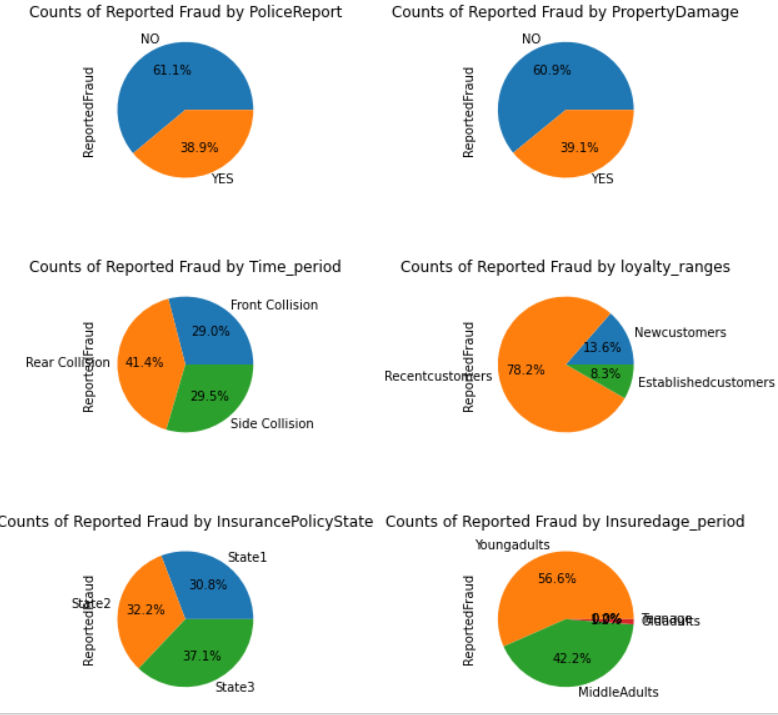 Counts of Reported Fraud by PoliceReport
NO
61.1%
ReportedFraud
38.9%
YES
Counts of Reported Fraud by PropertyDamage
NO
60.9%
ReportedFraud
39.1%
YES
Counts of Reported Fraud by Time_period
Front Collision
29.0%
Rear Collision
41.4%
ReportedFraud
29.5%
Side Collision
Counts of Reported Fraud by loyalty_ranges
Newcustomers
13.6%
Recentcustomers
78.2%
ReportedFraud
8.3%
Establishedcustomers
Counts of Reported Fraud by InsurancePolicyState
State1
30.8%
State2
32.2%
ReportedFraud
37.1%
State3
Counts of Reported Fraud by Insuredage_period
Youngadults
56.6%
ReportedFraud
Teenage
42.2%
MiddleAdults